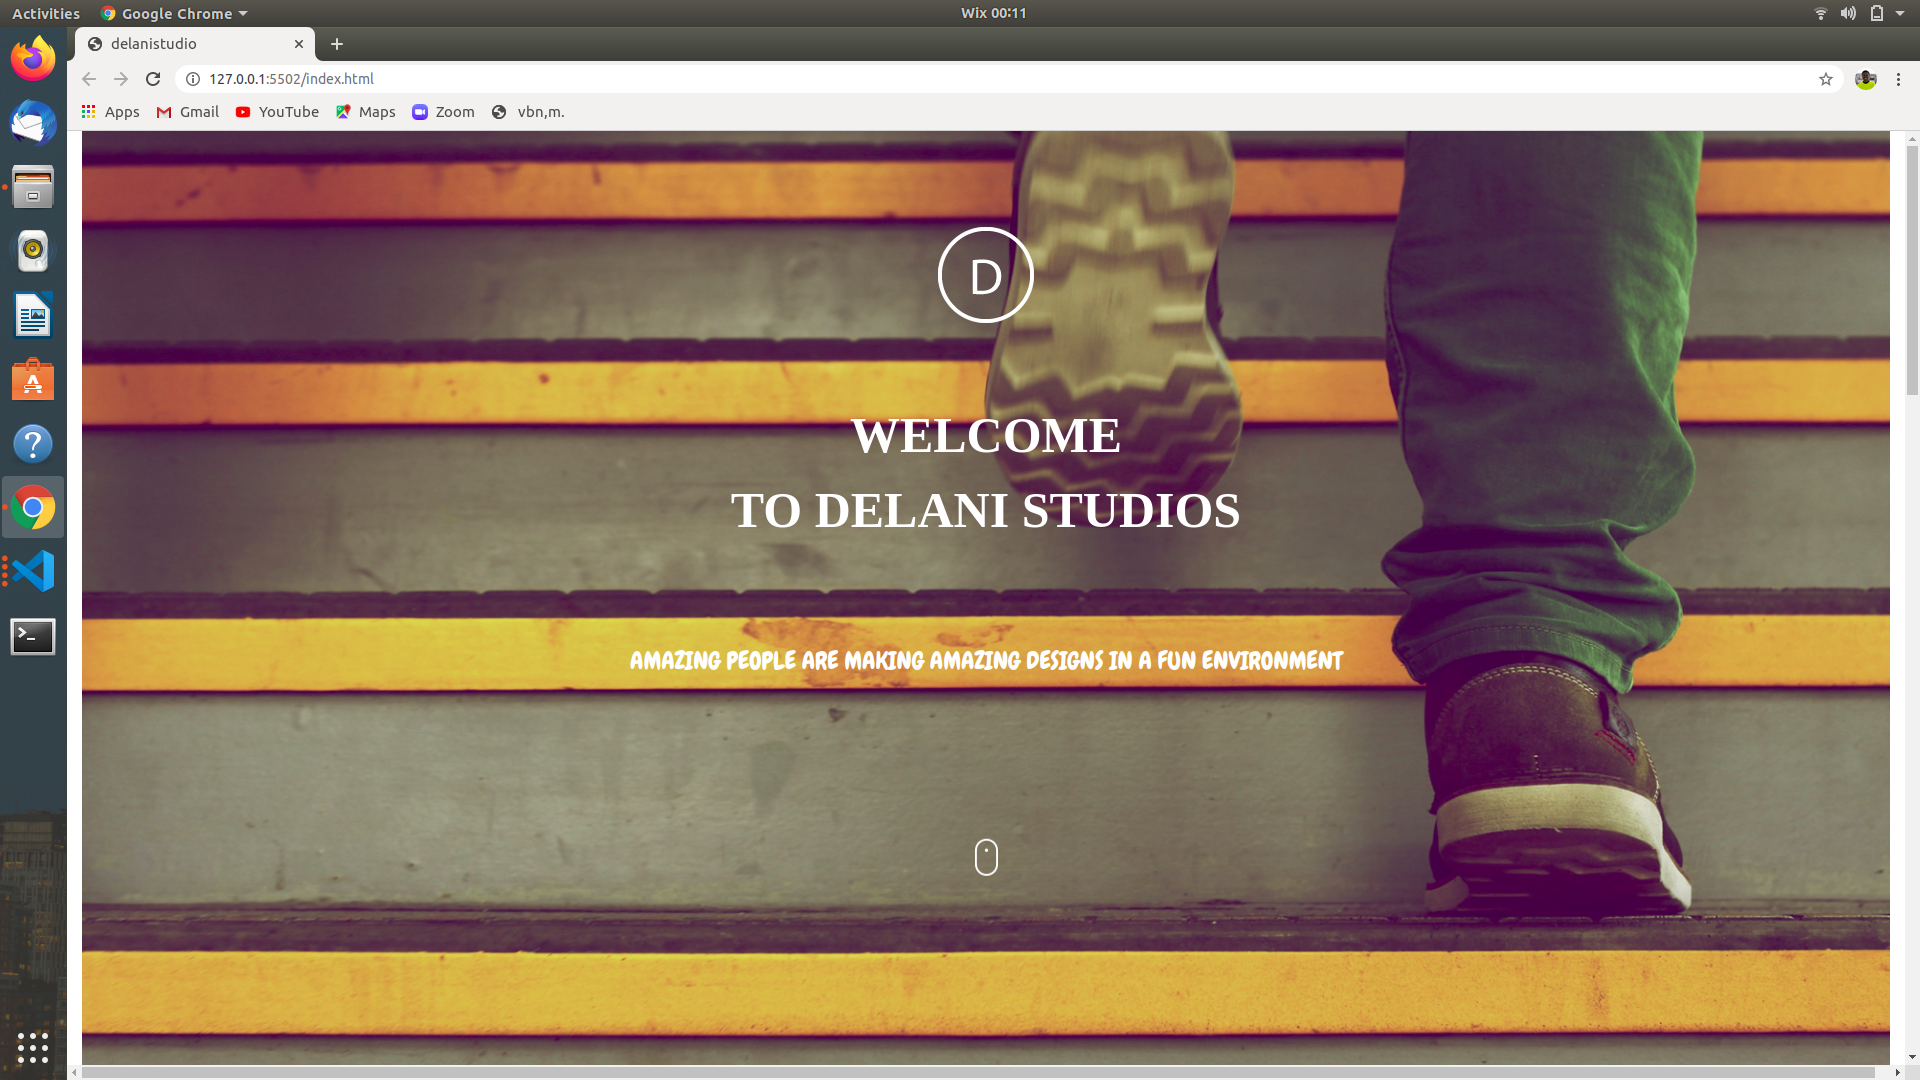 Activities
Google Chrome
Wix 00:11
delanistudio
127.0.0.1:5502/index.html
Apps
Gmail
YouTube
Maps
Zoom
vbn,m.
D
WELCOME
TO DELANI STUDIOS
AMAZING PEOPLE ARE MAKING AMAZING DESIGNS IN A FUN ENVIRONMENT